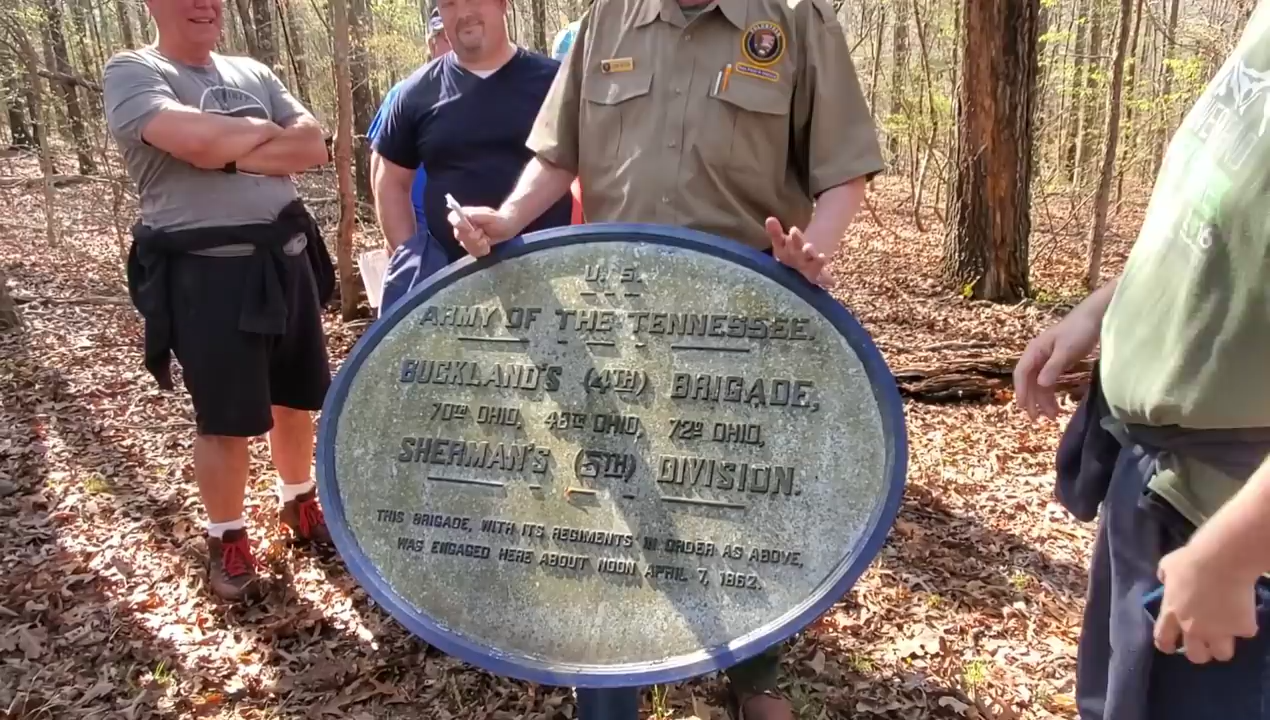 VOLUNTEER
U. S.
ARMY OF THE TENNESSEE.
BUCKLAND'S (4TH) BRIGADE,
70TH OHIO, 48TH OHIO, 72D OHIO,
SHERMAN'S (5TH) DIVISION.
THIS BRIGADE, WITH ITS REGIMENTS IN ORDER AS ABOVE,
WAS ENGAGED HERE ABOUT NOON APRIL 7, 1862.